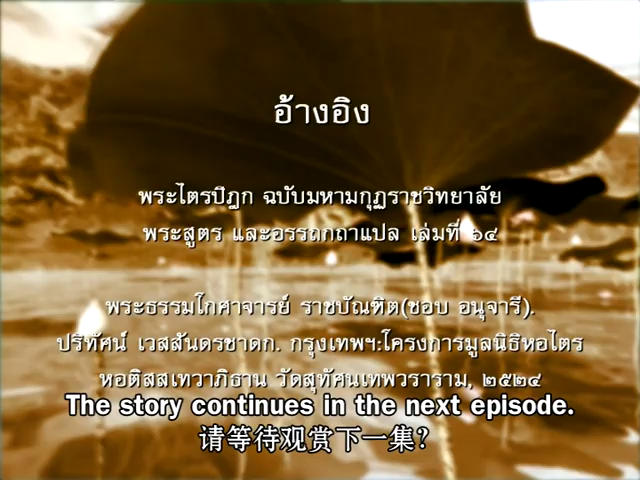 อ้างอิง
พระไตรปิฎก ฉบับมหามกุฏราชวิทยาลัย
พระสูตร และอรรถกถาแปล เล่มที่ ๖๔
พระธรรมโกศาจารย์ ราชบัณฑิต(ชอบ อนุจารี).
ปริทัศน์ เวสสันดรชาดก. กรุงเทพฯ:โครงการมูลนิธิหอไตร
หอติสสเทวาภิธาน วัดสุทัศนเทพวราราม, ๒๕๒๔
The story continues in the next episode.
请等待观赏下一集?